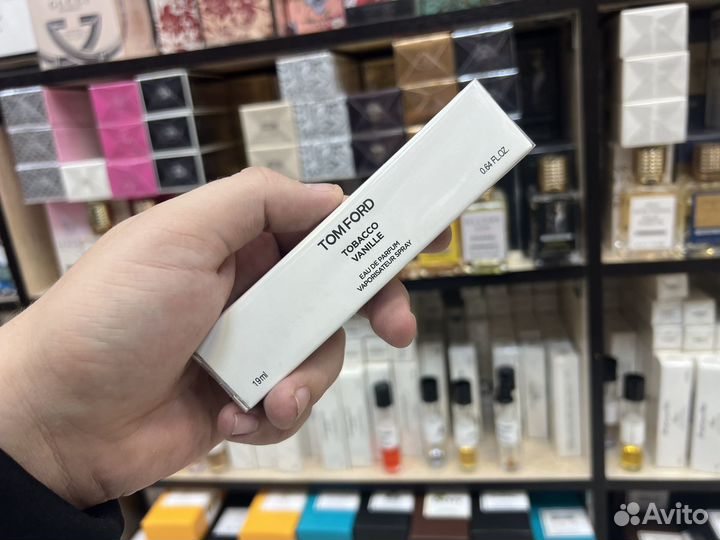 TOM FORD
TOBACCO
VANILLE
EAU DE PARFUM
VAPORISATEUR SPRAY
0.64 FL.OZ.
19ml
Avito